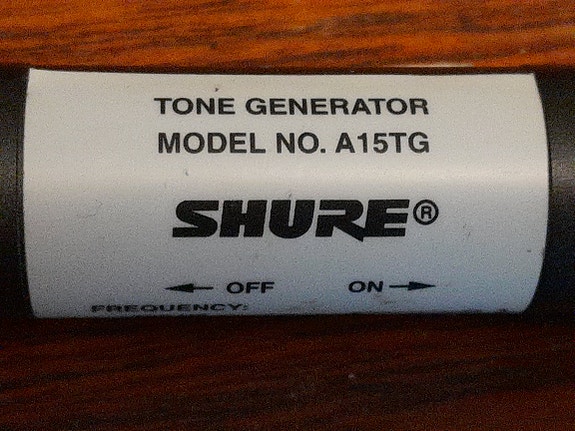 TONE GENERATOR
MODEL NO. A15TG
SHURE®
← OFF ON →
FREQUENCY: